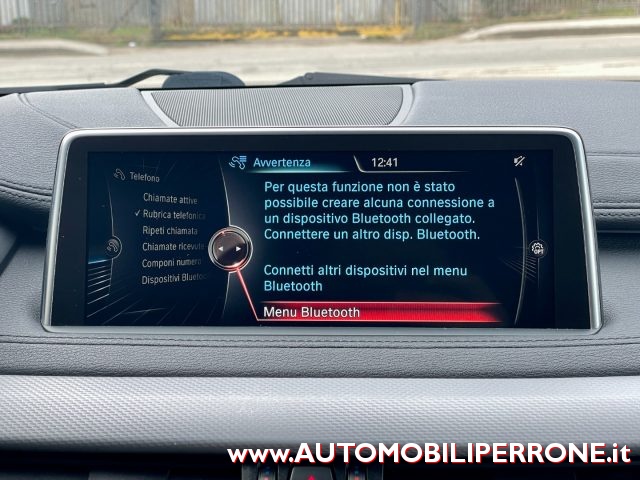 Telefono
Chiamate attive
Rubrica telefonica
Ripeti chiamata
Chiamate ricevute
Componi numero
Dispositivi
Avvertenza 12:41
Per questa funzione non è stato
possibile creare alcuna connessione a
un dispositivo Bluetooth collegato.
Connettere un altro disp. Bluetooth.
Connetti altri dispositivi nel menu
Bluetooth
Menu Bluetooth
OPT
www.AUTOMOBILIPERRONE.it